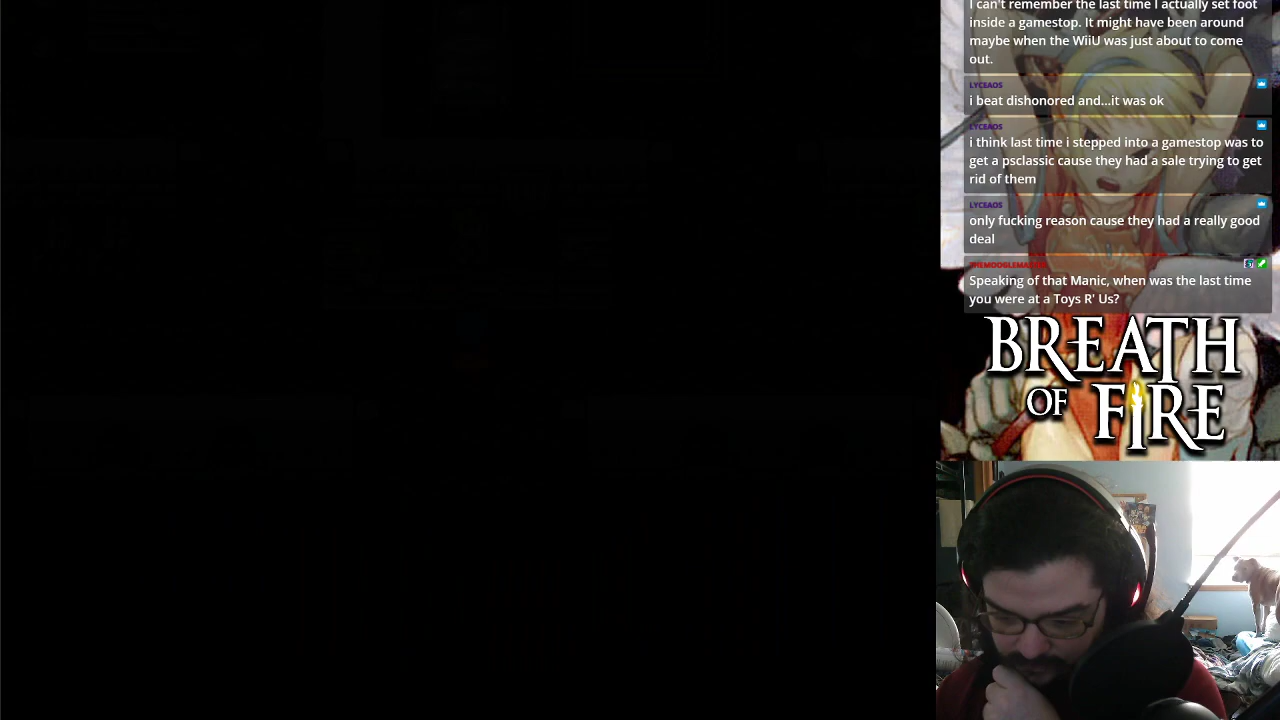 I can't remember the last time I actually set foot
inside a gamestop. It might have been around
maybe when the WiiU was just about to come
out.
LYCEAOS
i beat dishonored and...it was ok
LYCEAOS
i think last time i stepped into a gamestop was to
get a psclassic cause they had a sale trying to get
rid of them
LYCEAOS
only fucking reason cause they had a really good
deal
Speaking of that Manic, when was the last time
you were at a Toys R' Us?
BREATH
OF FIRE